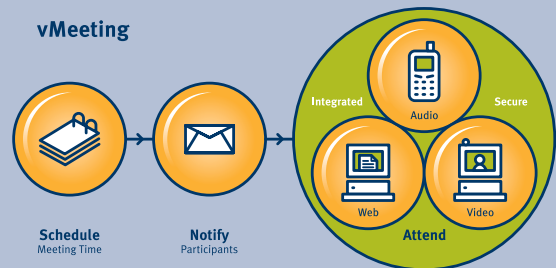 vMeeting
Integrated
Secure
Audio
Web
Video
Schedule
Meeting Time
Notify
Participants
Attend